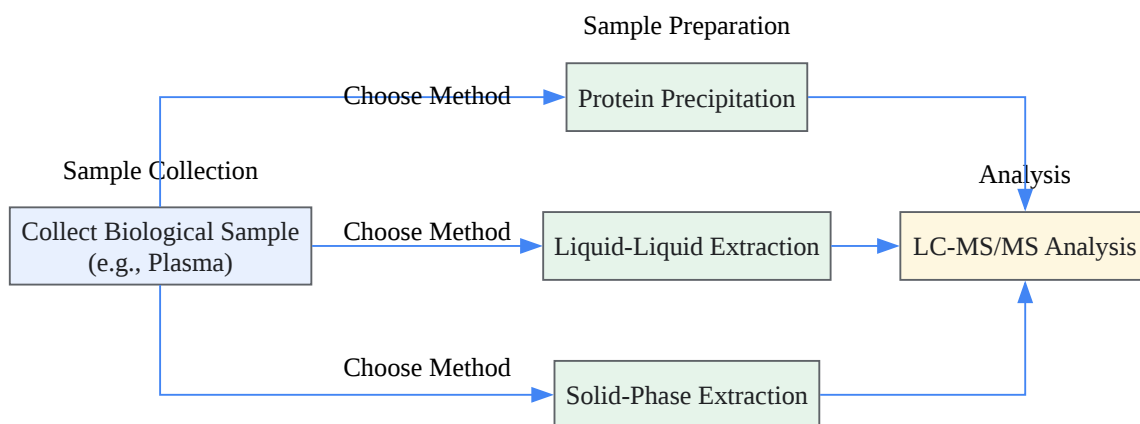 Sample Preparation
Choose Method
Protein Precipitation
Sample Collection
Analysis
Collect Biological Sample
(e.g., Plasma)
Choose Method
Liquid-Liquid Extraction
LC-MS/MS Analysis
Choose Method
Solid-Phase Extraction